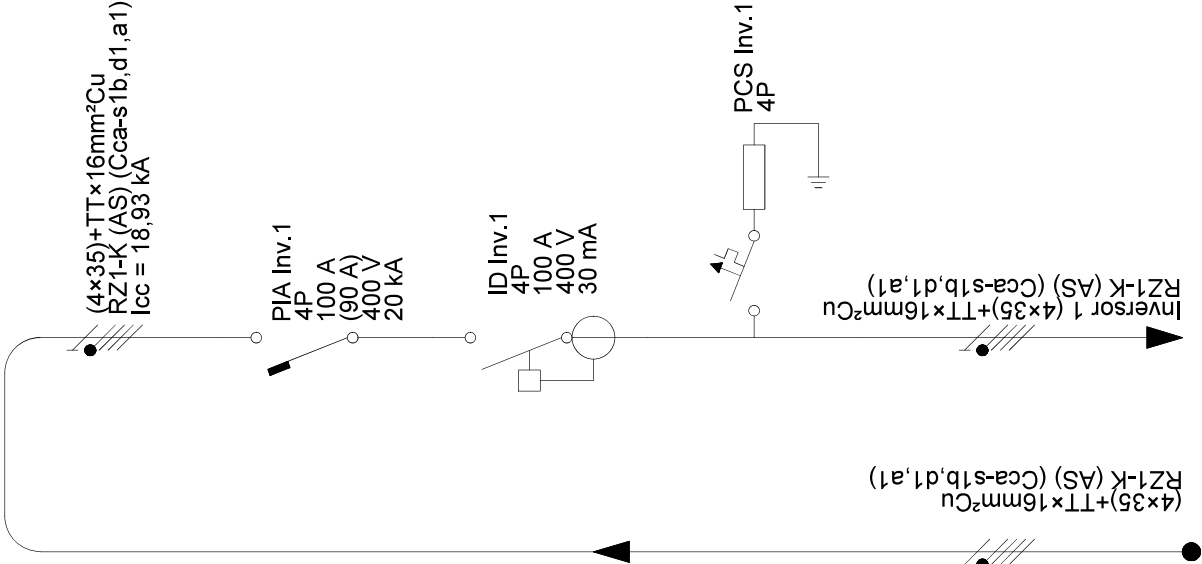 (4×35)+TT×16mm²Cu
RZ1-K (AS) (Cca-s1b,d1,a1)
Icc = 18,93 kA
PIA Inv.1
4P
100 A
(90 A)
400 V
20 kA
ID Inv.1
4P
100 A
400 V
30 mA
PCS Inv.1
4P
Inversor 1 (4×35)+TT×16mm²Cu
RZ1-K (AS) (Cca-s1b,d1,a1)
(4×35)+TT×16mm²Cu
RZ1-K (AS) (Cca-s1b,d1,a1)